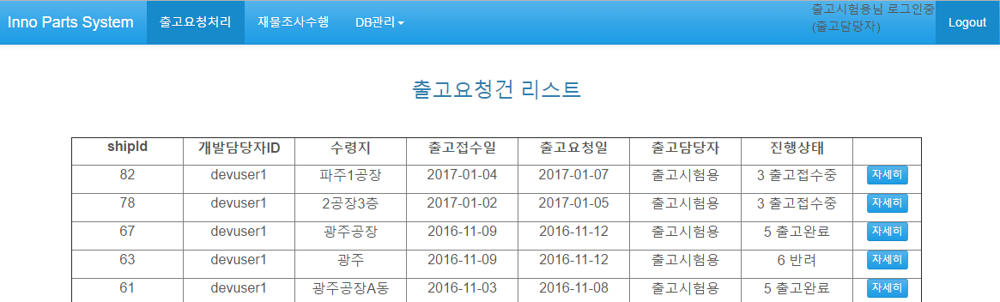 Inno Parts System 출고요청처리 재물조사수행 DB관리 출고시험용님 로그인중 Logout
(출고담당자)
출고요청건 리스트
shipId 개발담당자ID 수령지 출고접수일 출고요청일 출고담당자 진행상태
82 devuser1 파주1공장 2017-01-04 2017-01-07 출고시험용 3 출고접수중 자세히
78 devuser1 2공장3층 2017-01-02 2017-01-05 출고시험용 3 출고접수중 자세히
67 devuser1 광주공장 2016-11-09 2016-11-12 출고시험용 5 출고완료 자세히
63 devuser1 광주 2016-11-09 2016-11-12 출고시험용 6 반려 자세히
61 devuser1 광주공장A동 2016-11-03 2016-11-08 출고시험용 5 출고완료 자세히